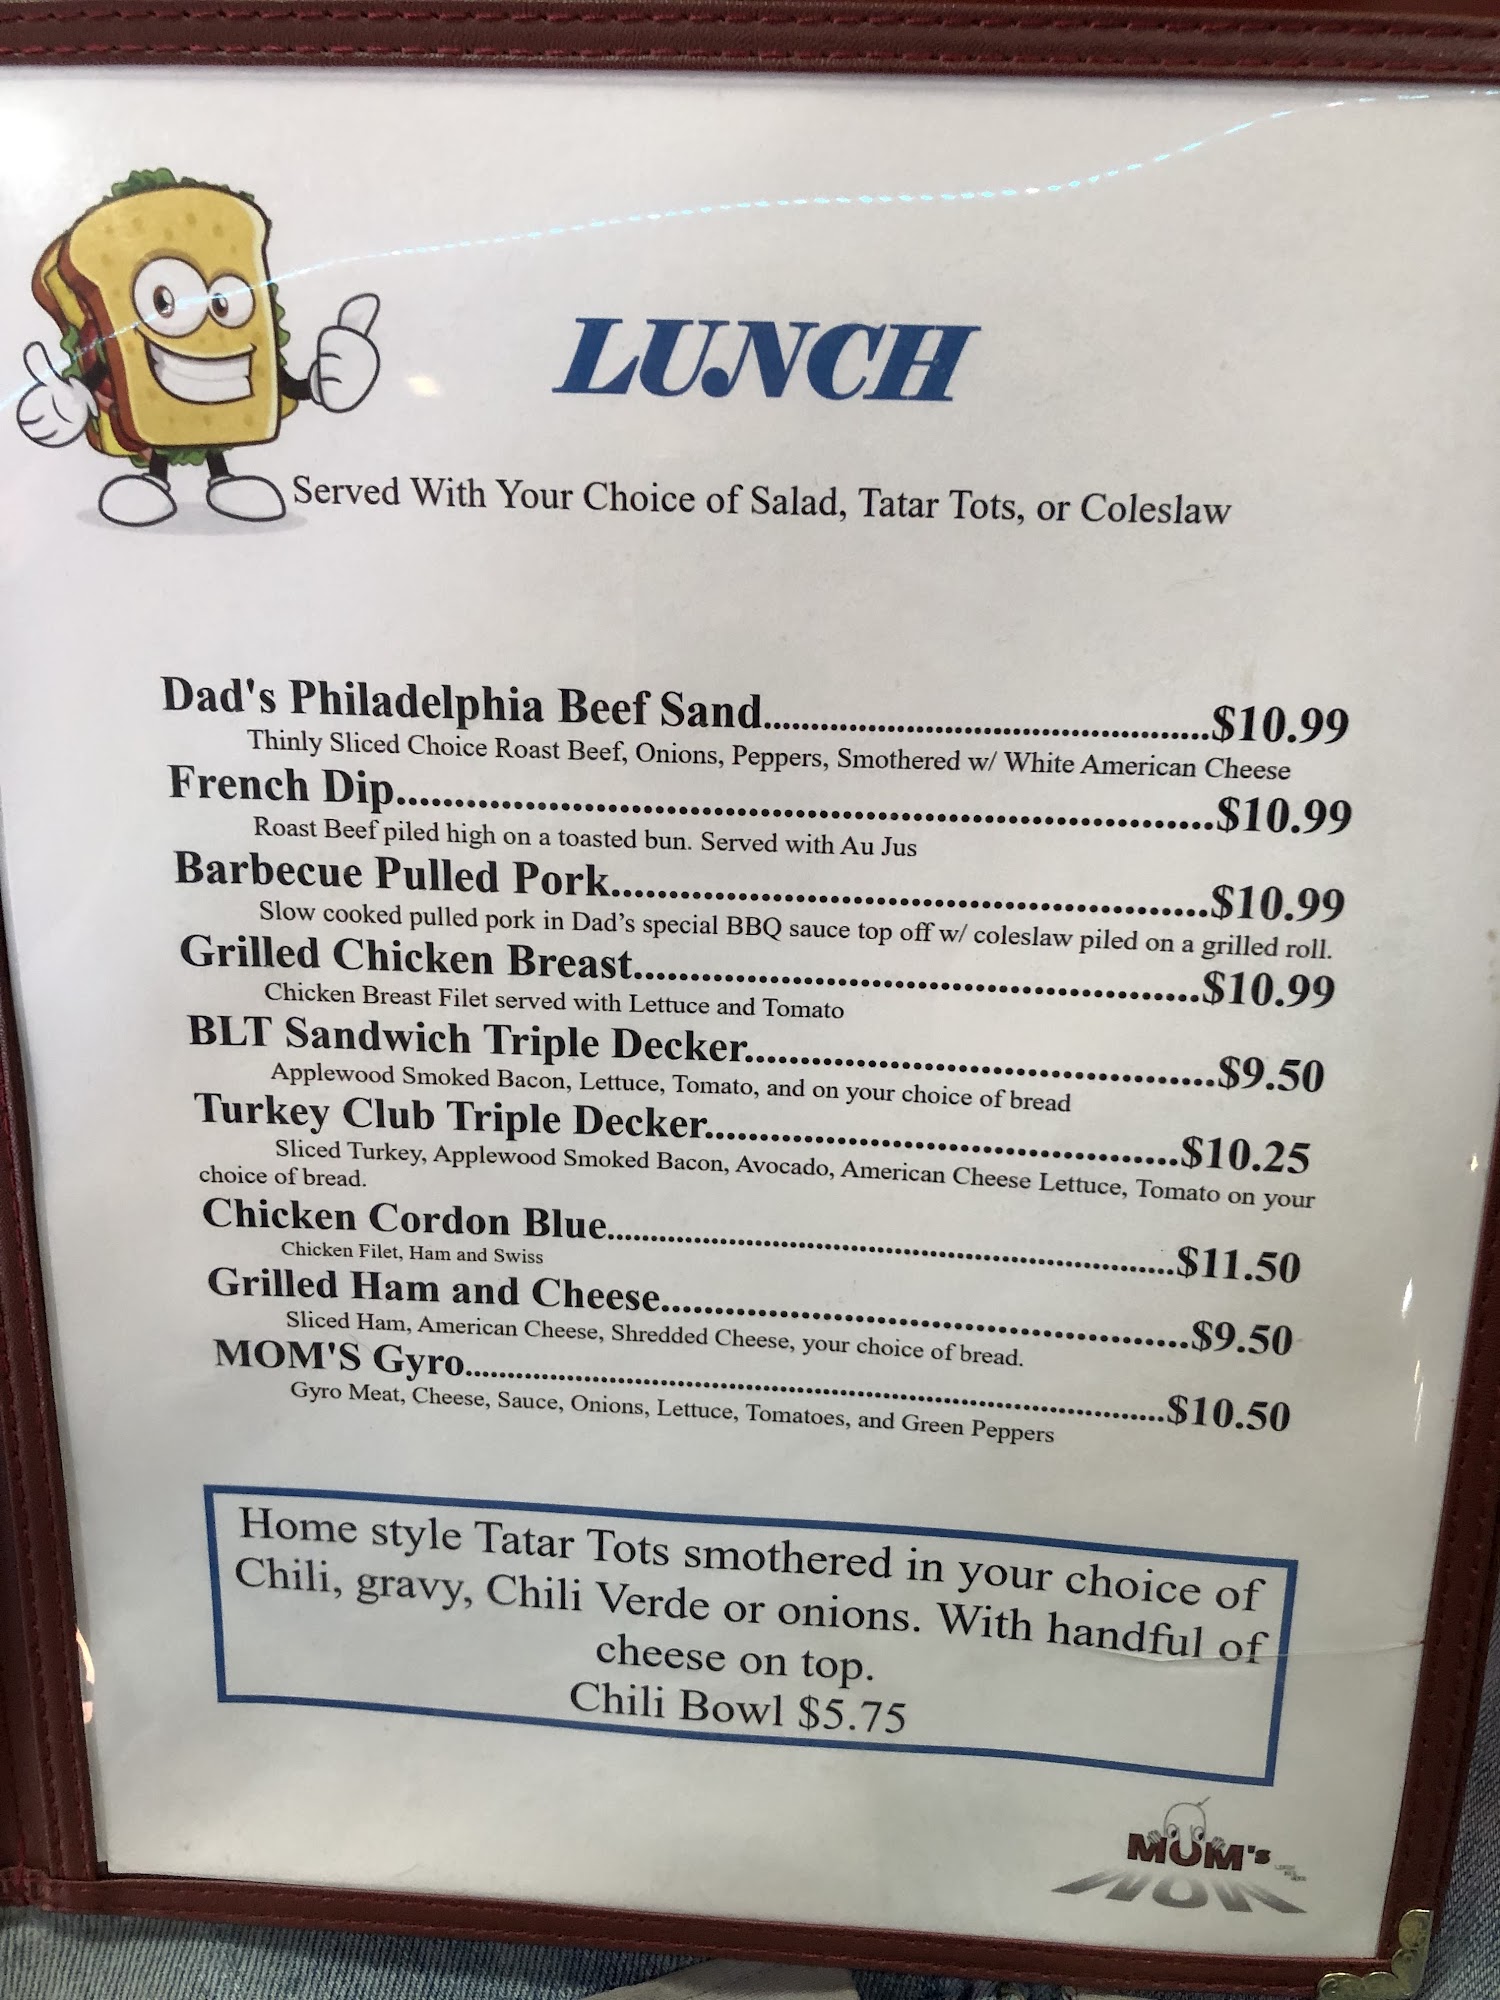 LUNCH
Served With Your Choice of Salad, Tatar Tots, or Coleslaw
Dad's Philadelphia Beef Sand..........$10.99
Thinly Sliced Choice Roast Beef, Onions, Peppers, Smothered w/ White American Cheese
French Dip..........$10.99
Roast Beef piled high on a toasted bun. Served with Au Jus
Barbecue Pulled Pork..........$10.99
Slow cooked pulled pork in Dad's special BBQ sauce top off w/ coleslaw piled on a grilled roll.
Grilled Chicken Breast..........$10.99
Chicken Breast Filet served with Lettuce and Tomato
BLT Sandwich Triple Decker..........$9.50
Applewood Smoked Bacon, Lettuce, Tomato, and on your choice of bread
Turkey Club Triple Decker..........$10.25
Sliced Turkey, Applewood Smoked Bacon, Avocado, American Cheese Lettuce, Tomato on your
choice of bread.
Chicken Cordon Blue..........$11.50
Chicken Filet, Ham and Swiss
Grilled Ham and Cheese..........$9.50
Sliced Ham, American Cheese, Shredded Cheese, your choice of bread.
MOM'S Gyro..........$10.50
Gyro Meat, Cheese, Sauce, Onions, Lettuce, Tomatoes, and Green Peppers
Home style Tatar Tots smothered in your choice of
Chili, gravy, Chili Verde or onions. With handful of
cheese on top.
Chili Bowl $5.75
MOM's